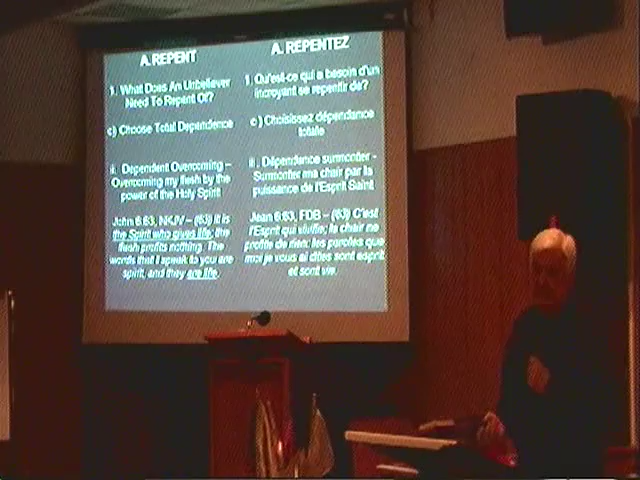 A. REPENT
1. What Does An Unbeliever
Need To Repent Of?
c) Choose Total Dependence
ii. Dependent Overcoming –
Overcoming my flesh by the
power of the Holy Spirit
John 6:63, NKJV – (63) It is
the Spirit who gives life; the
flesh profits nothing. The
words that I speak to you are
spirit, and they are life.
A. REPENTEZ
1. Qu'est-ce qui a besoin d'un
incroyant se repentir de?
c ) Choisissez dépendance
totale
ii . Dépendance surmonter -
Surmonter ma chair par la
puissance de l'Esprit Saint
Jean 6:63, FDB – (63) C'est
l'Esprit qui vivifie; la chair ne
profite de rien; les paroles que
moi je vous ai dites sont esprit
et sont vie.